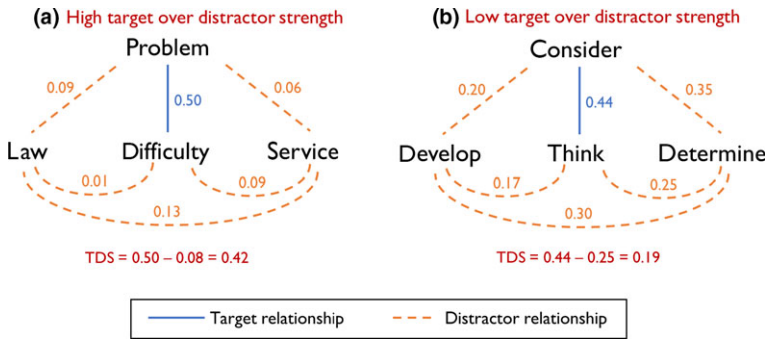 (a) High target over distractor strength
Problem
0.09
0.50
0.06
Law
Difficulty
Service
0.01
0.09
0.13
TDS = 0.50 – 0.08 = 0.42
(b) Low target over distractor strength
Consider
0.20
0.44
0.35
Develop
Think
Determine
0.17
0.25
0.30
TDS = 0.44 – 0.25 = 0.19
Target relationship
Distractor relationship